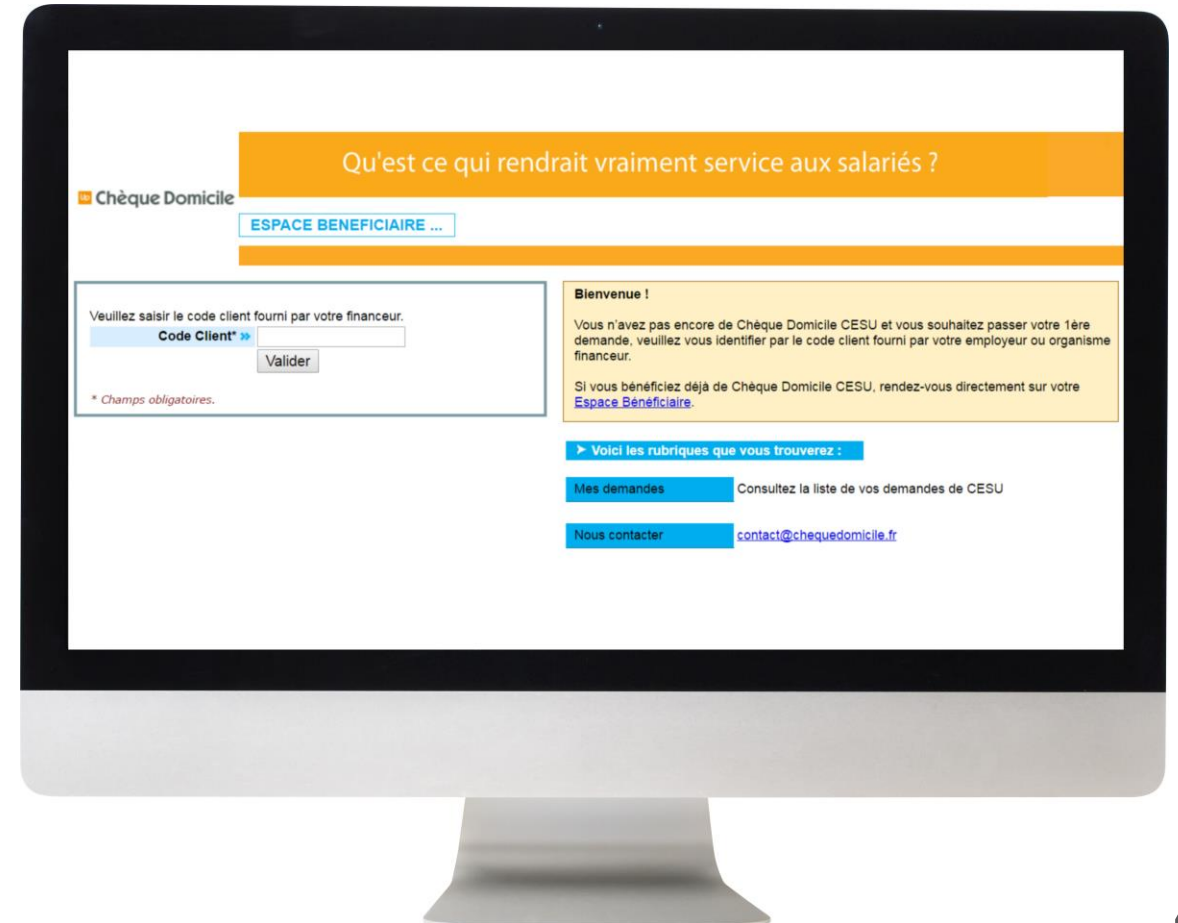 Qu'est ce qui rendrait vraiment service aux salariés ?
up Chèque Domicile
ESPACE BENEFICIAIRE ...
Veuillez saisir le code client fourni par votre financeur.
Code Client* »
Valider
* Champs obligatoires.
Bienvenue !
Vous n'avez pas encore de Chèque Domicile CESU et vous souhaitez passer votre 1ère
demande, veuillez vous identifier par le code client fourni par votre employeur ou organisme
financeur.
Si vous bénéficiez déjà de Chèque Domicile CESU, rendez-vous directement sur votre
Espace Bénéficiaire.
➤ Voici les rubriques que vous trouverez :
Mes demandes Consultez la liste de vos demandes de CESU
Nous contacter contact@chequedomicile.fr